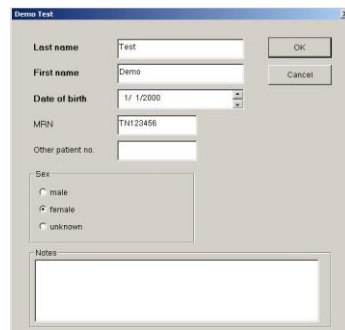 Demo Test
Last name Test OK
First name Demo Cancel
Date of birth 1/ 1/2000
MRN TN123456
Other patient no.
Sex
male
female
unknown
Notes